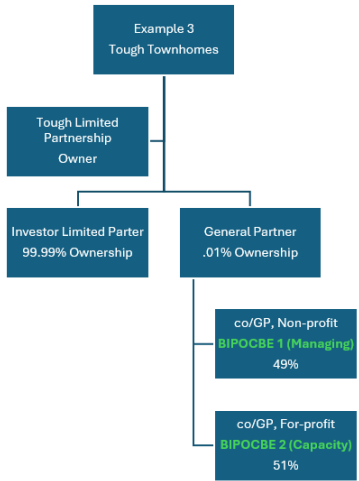 Example 3
Tough Townhomes
Tough Limited
Partnership
Owner
Investor Limited Parter
99.99% Ownership
General Partner
.01% Ownership
co/GP, Non-profit
BIPOCBE 1 (Managing)
49%
co/GP, For-profit
BIPOCBE 2 (Capacity)
51%